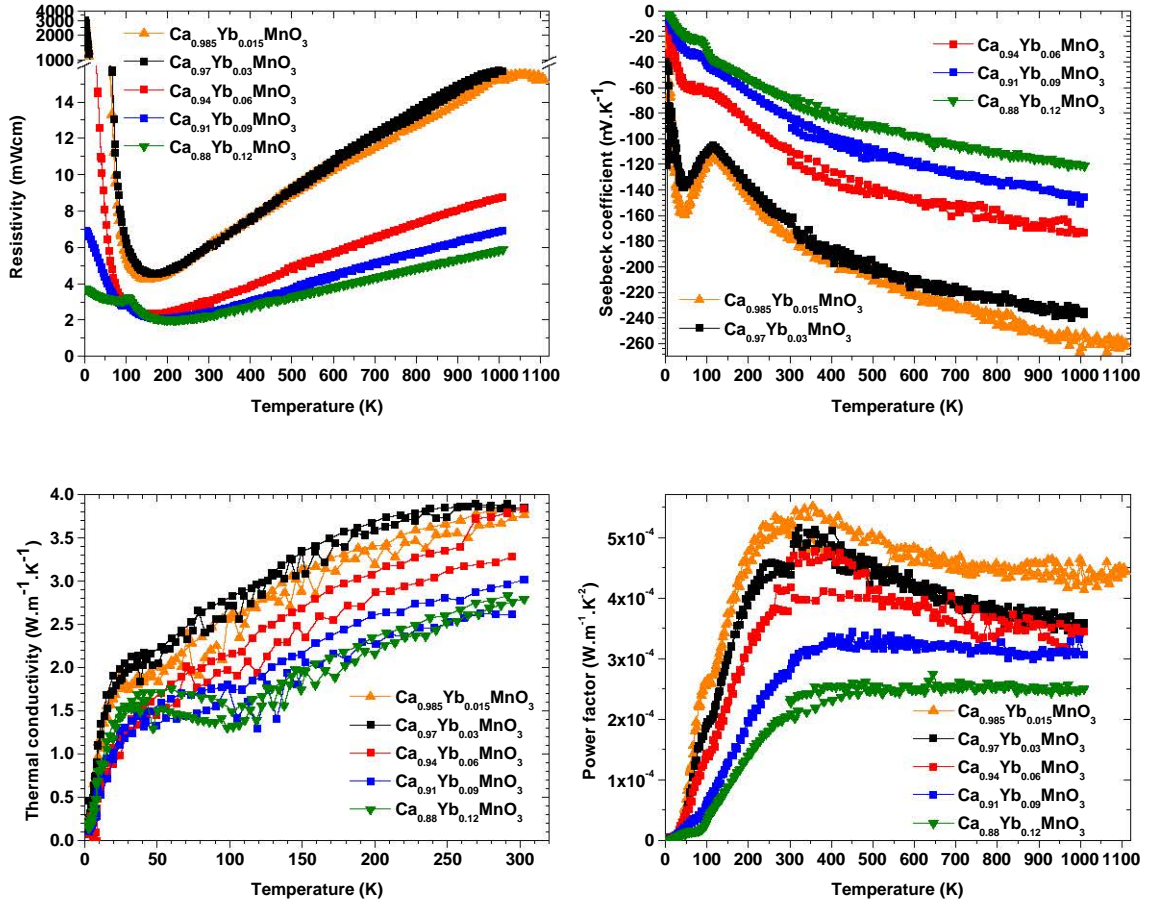 3000
2000
1000
14
12
10
8
6
4
2
0
Resistivity (mWcm)
Ca0.985Yb0.015MnO3
Ca0.97Yb0.03MnO3
Ca0.94Yb0.06MnO3
Ca0.91Yb0.09MnO3
Ca0.88Yb0.12MnO3
0 100 200 300 400 500 600 700 800 900 1000 1100
Temperature (K)
0
-20
-40
-60
-80
-100
-120
-140
-160
-180
-200
-220
-240
-260
Seebeck coefficient (nV.K-1)
Ca0.94Yb0.06MnO3
Ca0.91Yb0.09MnO3
Ca0.88Yb0.12MnO3
Ca0.985Yb0.015MnO3
Ca0.97Yb0.03MnO3
0 100 200 300 400 500 600 700 800 900 1000 1100
Temperature (K)
4.0
3.5
3.0
2.5
2.0
1.5
1.0
0.5
0.0
Thermal conductivity (W.m-1.K-1)
Ca0.985Yb0.015MnO3
Ca0.97Yb0.03MnO3
Ca0.94Yb0.06MnO3
Ca0.91Yb0.09MnO3
Ca0.88Yb0.12MnO3
0 50 100 150 200 250 300
Temperature (K)
5x10-4
4x10-4
3x10-4
2x10-4
1x10-4
0
Power factor (W.m-1.K-2)
Ca0.985Yb0.015MnO3
Ca0.97Yb0.03MnO3
Ca0.94Yb0.06MnO3
Ca0.91Yb0.09MnO3
Ca0.88Yb0.12MnO3
0 100 200 300 400 500 600 700 800 900 1000 1100
Temperature (K)